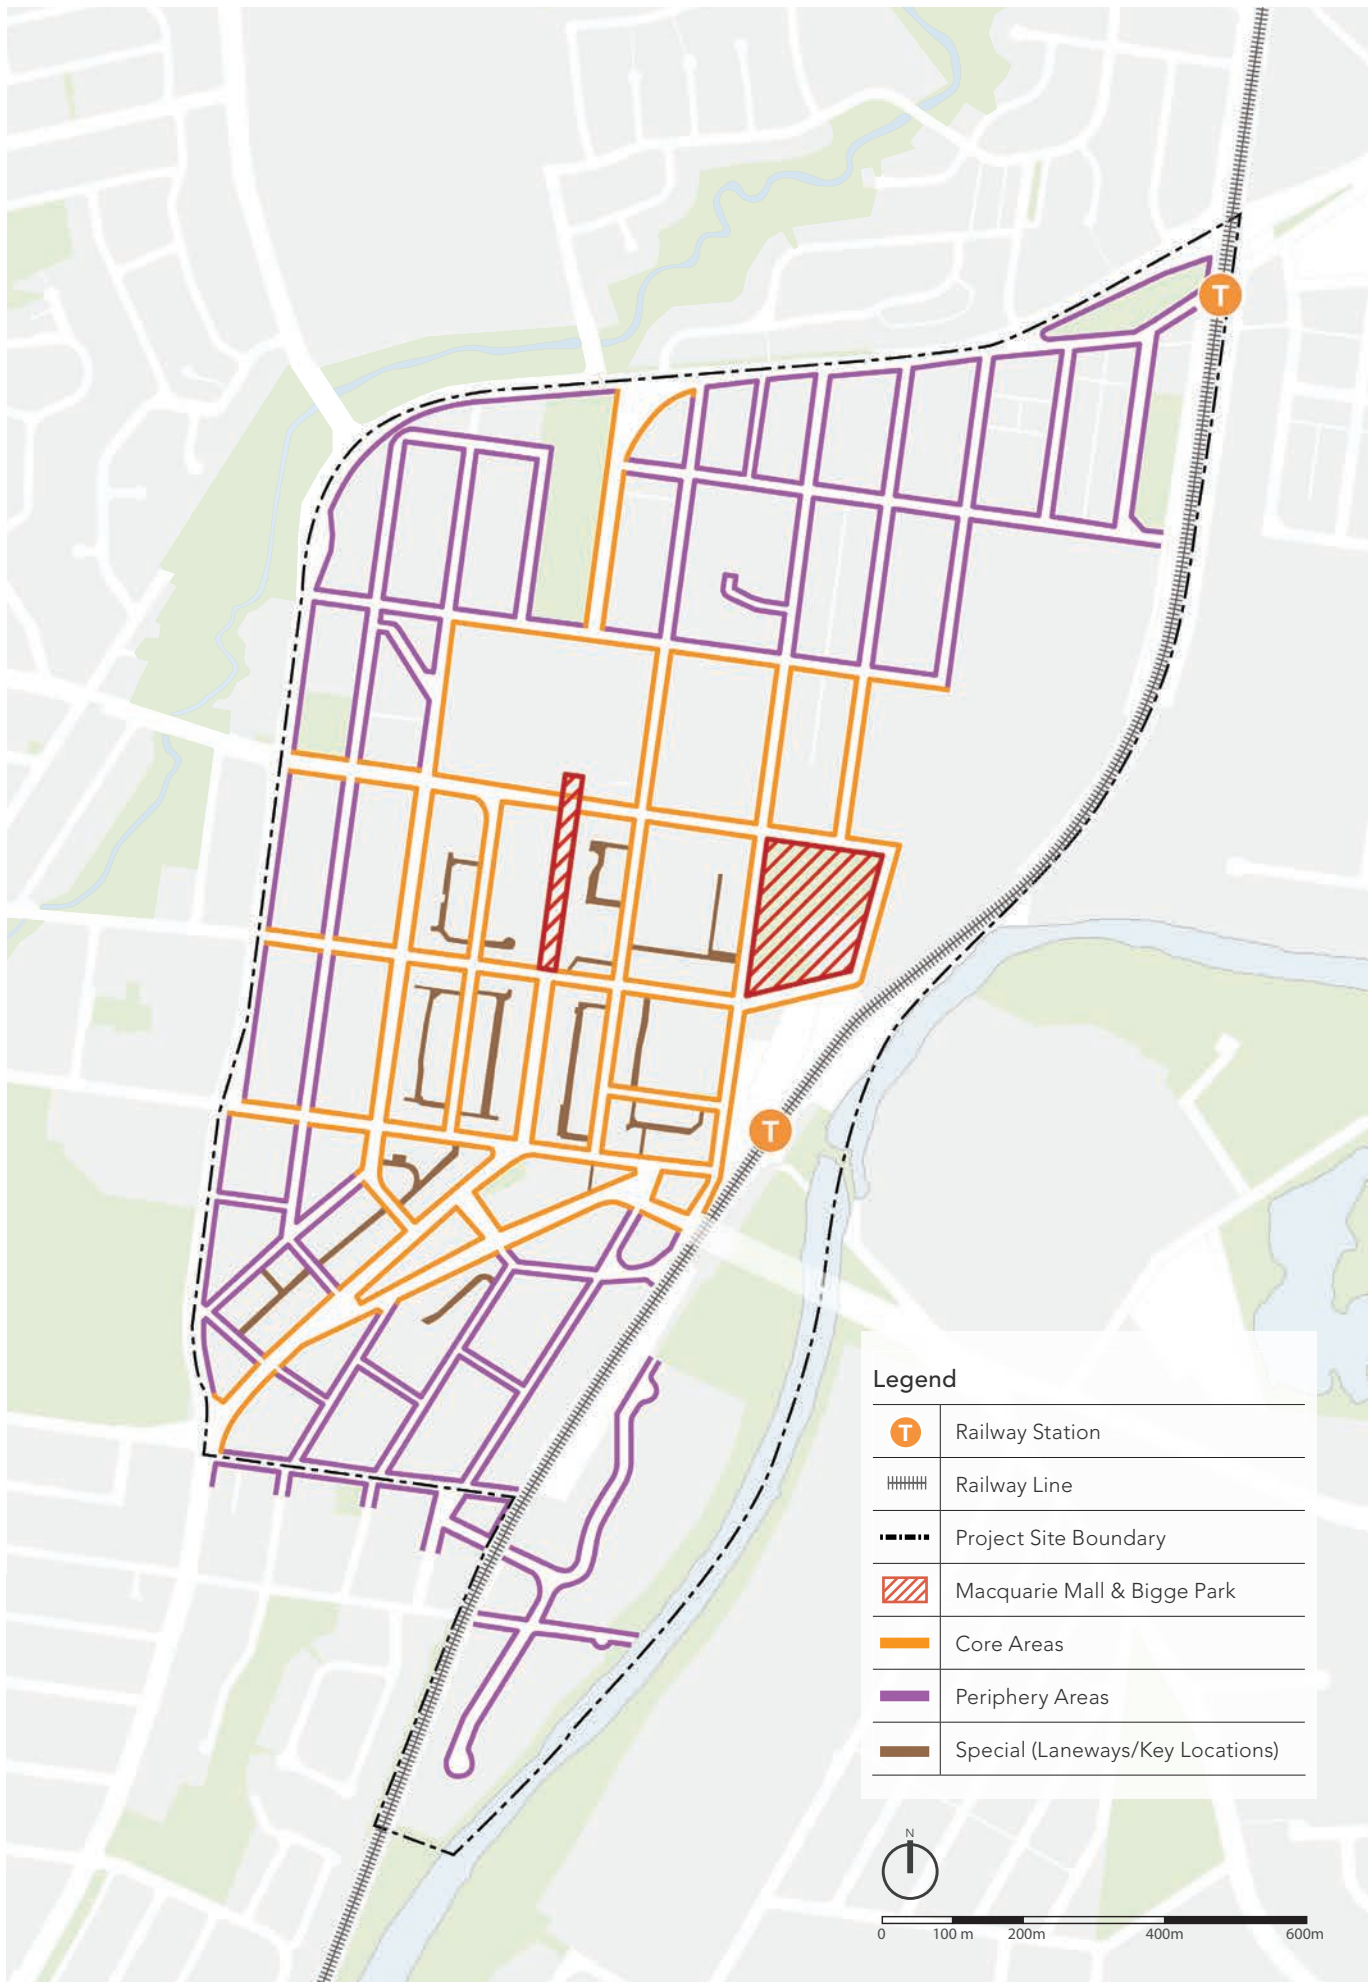 T
T
Legend
T Railway Station
Railway Line
Project Site Boundary
Macquarie Mall & Bigge Park
Core Areas
Periphery Areas
Special (Laneways/Key Locations)
N
0 100 m 200m 400m 600m